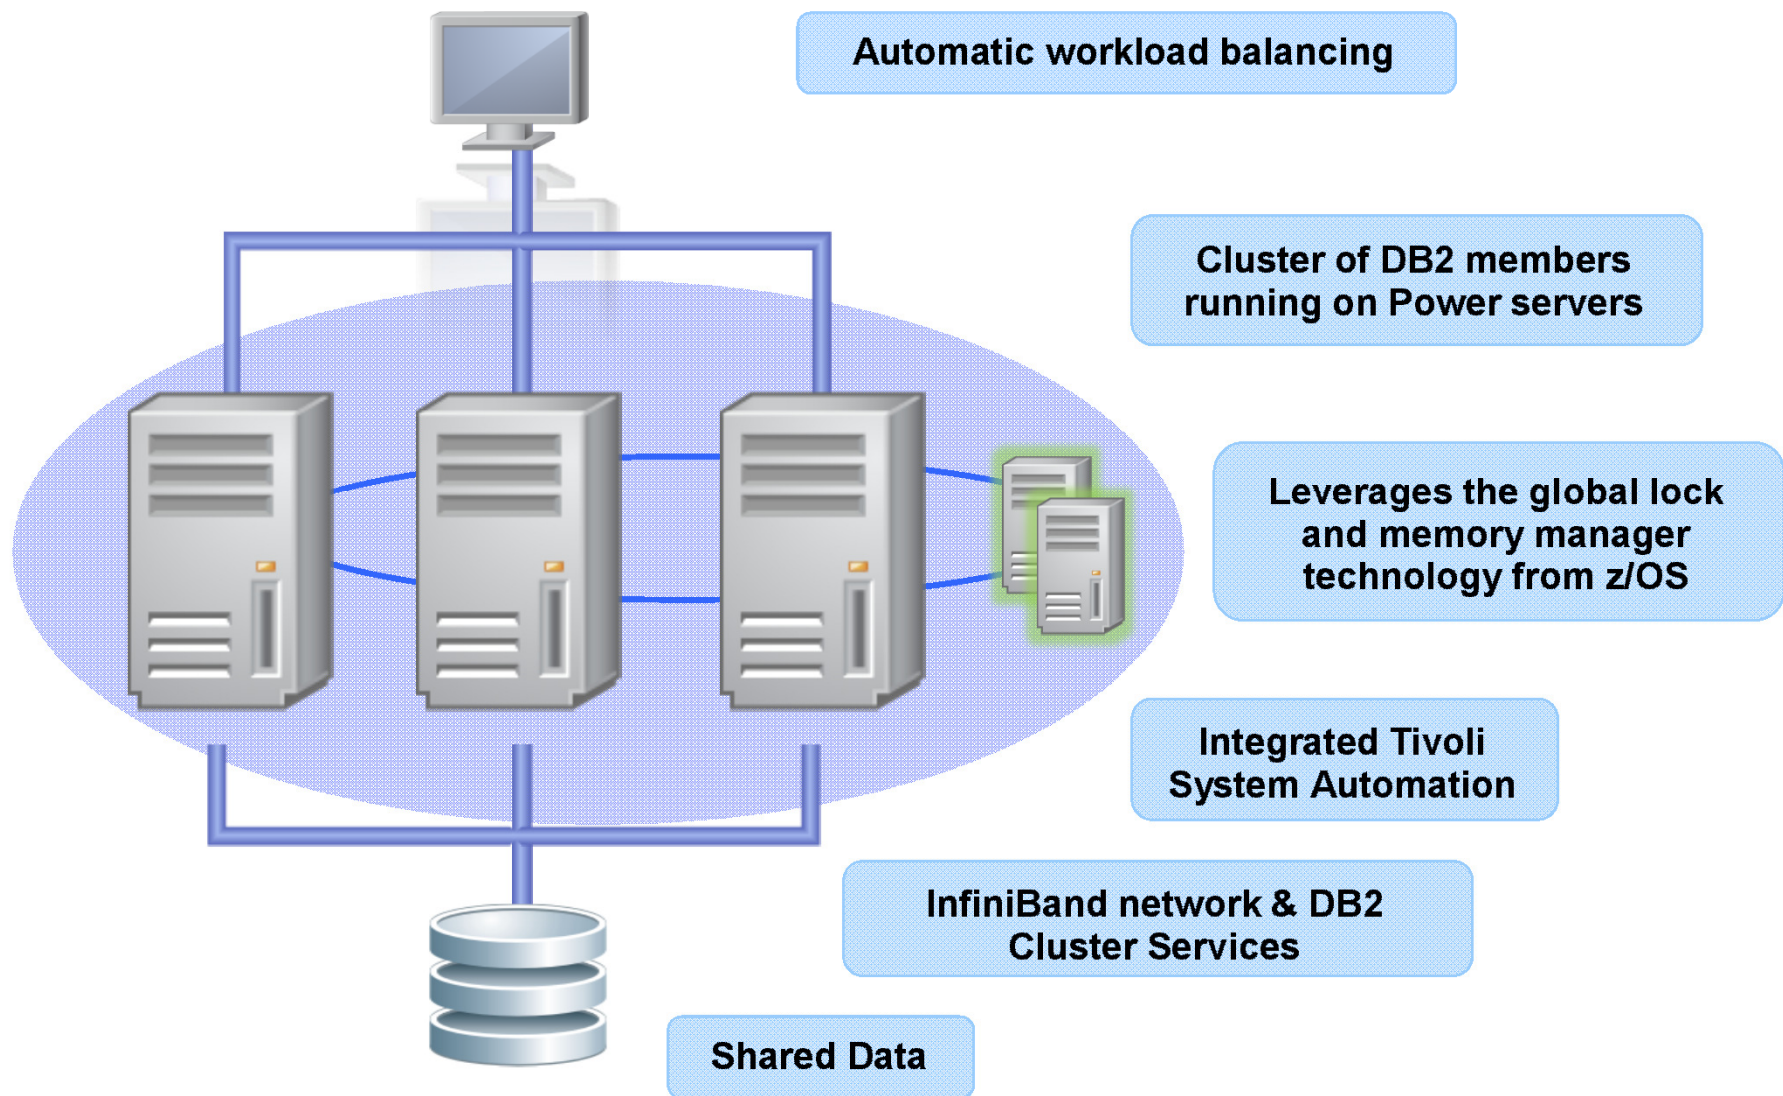 Automatic workload balancing
Cluster of DB2 members
running on Power servers
Leverages the global lock
and memory manager
technology from z/OS
Integrated Tivoli
System Automation
InfiniBand network & DB2
Cluster Services
Shared Data